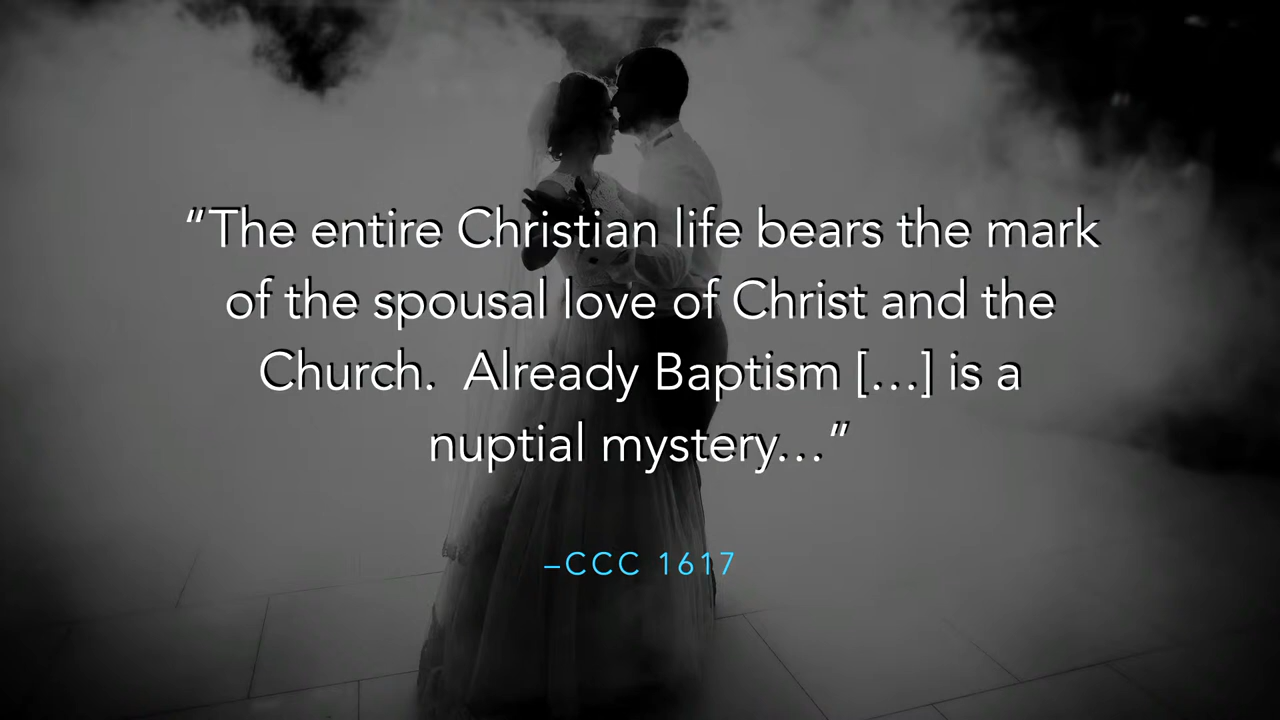 “The entire Christian life bears the mark
of the spousal love of Christ and the
Church.  Already Baptism […] is a
nuptial mystery…”
–CCC 1617